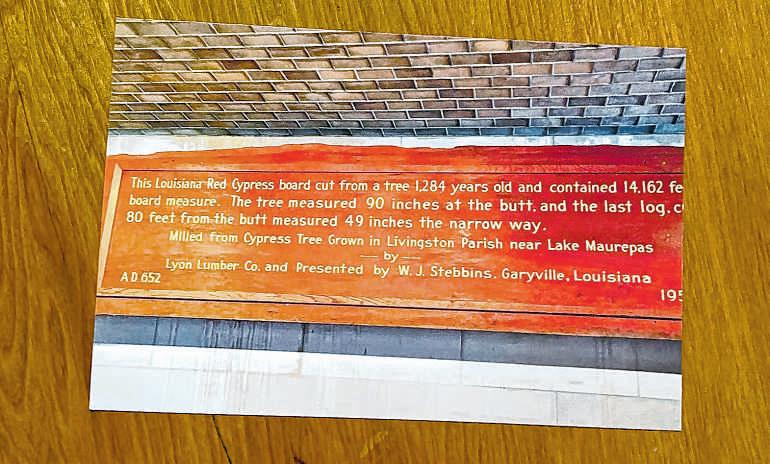 This Louisiana Red Cypress board cut from a tree 1,284 years old and contained 14,162 fe
board measure. The tree measured 90 inches at the butt, and the last log, c
80 feet from the butt measured 49 inches the narrow way.
Milled from Cypress Tree Grown in Livingston Parish near Lake Maurepas
— by —
Lyon Lumber Co. and Presented by W. J. Stebbins, Garyville, Louisiana
A D 652
195